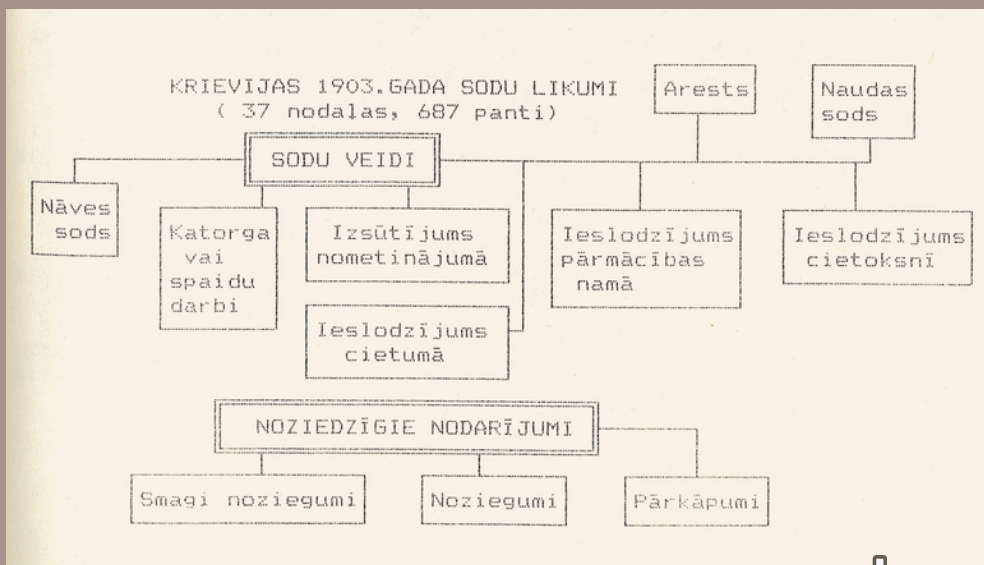 KRIEVIJAS 1903.GADA SODU LIKUMI
( 37 nodaļas, 687 panti)
Arests
Naudas
sods
SODU VEIDI
Nāves
sods
Katorga
vai
spaidu
darbi
Izsūtījums
nometinājumā
Ieslodzījums
pārmācības
namā
Ieslodzījums
cietoksnī
Ieslodzījums
cietumā
NOZIEDZĪGIE NODARĪJUMI
Smagi noziegumi
Noziegumi
Pārkāpumi